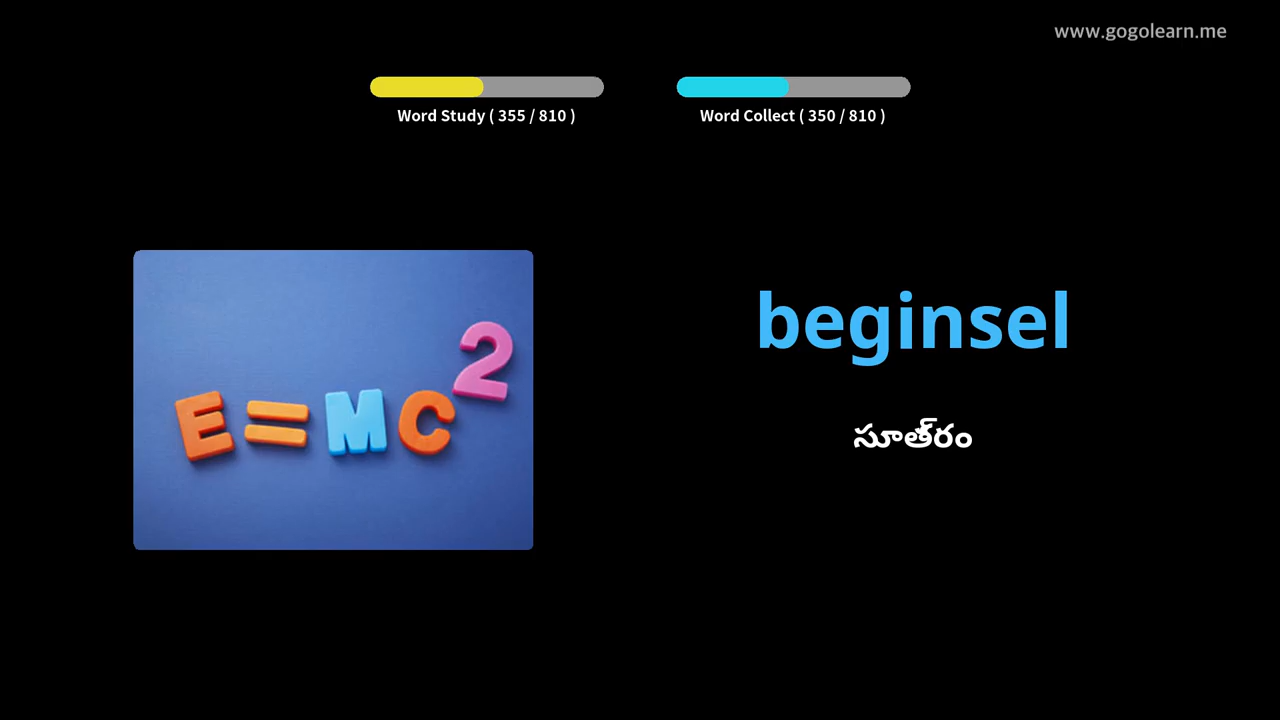 www.gogolearn.me
Word Study ( 355 / 810 )
Word Collect ( 350 / 810 )
E=MC2
beginsel
సూత్రం